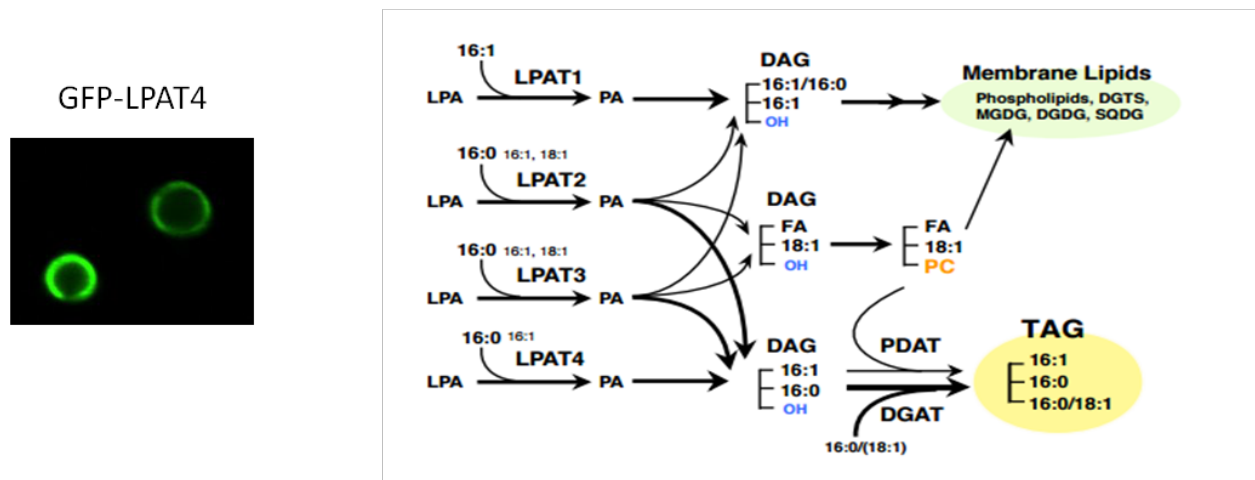 GFP-LPAT4
16:1
LPAT1
LPA
PA
DAG
16:1/16:0
16:1
OH
Membrane Lipids
Phospholipids, DGTS,
MGDG, DGDG, SQDG
16:0 16:1, 18:1
LPAT2
LPA
PA
DAG
FA
18:1
OH
FA
18:1
PC
16:0 16:1, 18:1
LPAT3
LPA
PA
16:0 16:1
LPAT4
LPA
PA
DAG
16:1
16:0
OH
PDAT
DGAT
16:0/(18:1)
TAG
16:1
16:0
16:0/18:1